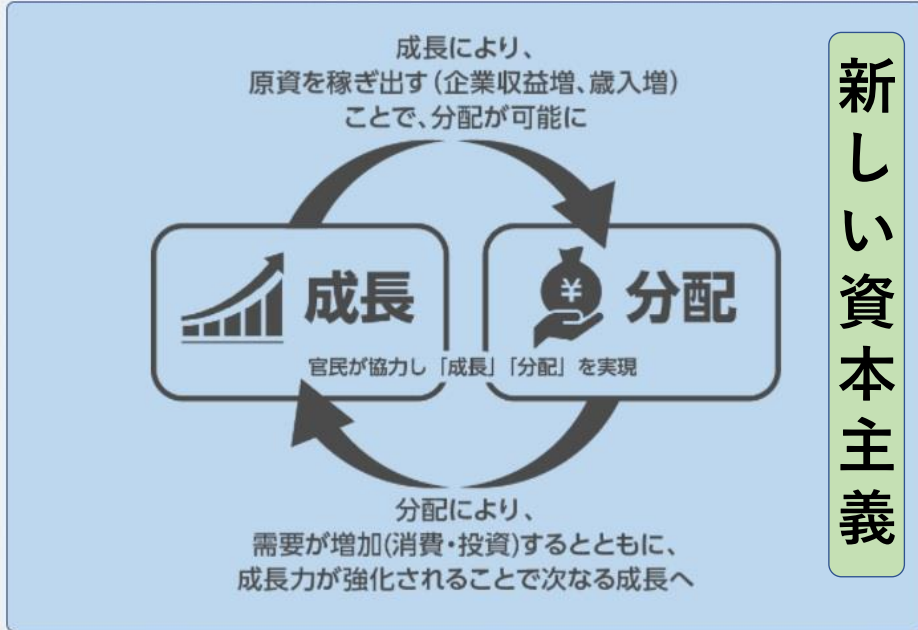 新しい資本主義
成長により、
原資を稼ぎ出す(企業収益増、歳入増)
ことで、分配が可能に
成長
¥
分配
官民が協力し「成長」「分配」を実現
分配により、
需要が増加(消費・投資)するとともに、
成長力が強化されることで次なる成長へ